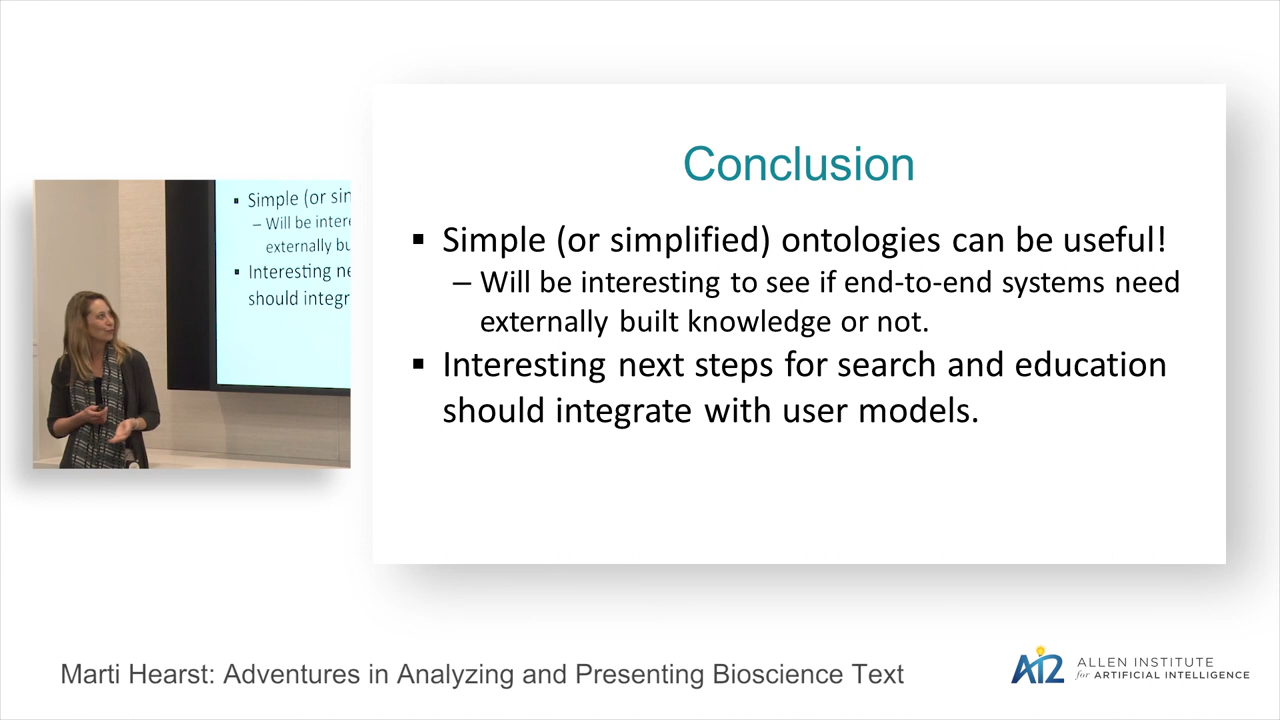 Conclusion
▪ Simple (or simplified) ontologies can be useful!
– Will be interesting to see if end-to-end systems need
externally built knowledge or not.
▪ Interesting next steps for search and education
should integrate with user models.
▪ Simple (or sin
– Will be intere
externally bu
▪ Interesting ne
should integr
Marti Hearst: Adventures in Analyzing and Presenting Bioscience Text
AI2 ALLEN INSTITUTE
for ARTIFICIAL INTELLIGENCE